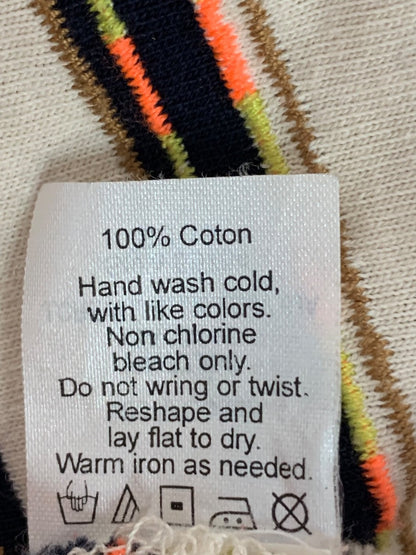 100% Coton
Hand wash cold,
with like colors.
Non chlorine
bleach only.
Do not wring or twist.
Reshape and
lay flat to dry.
Warm iron as needed.